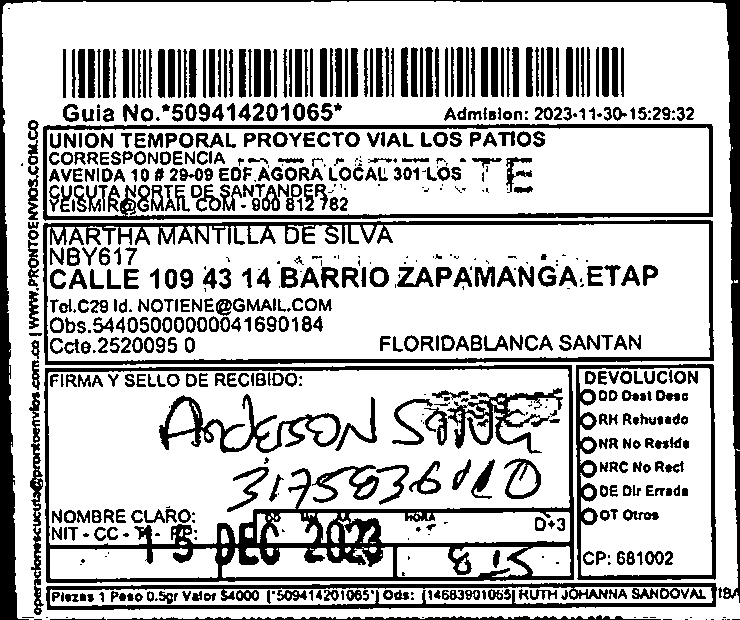 Guia No.*509414201065*
Admision: 2023-11-30-15:29:32
UNION TEMPORAL PROYECTO VIAL LOS PATIOS
CORRESPONDENCIA
AVENIDA 10 # 29-09 EDF AGORA LOCAL 301 LOS
CUCUTA NORTE DE SANTANDER
YEISMIR@GMAIL COM - 900 812 782
MARTHA MANTILLA DE SILVA
NBY617
CALLE 109 43 14 BARRIO ZAPAMANGA ETAP
Tel.C29 Id. NOTIENE@GMAIL.COM
Obs.54405000000041690184
Ccte.2520095 0
FLORIDABLANCA SANTAN
FIRMA Y SELLO DE RECIBIDO:
Anderson
NOMBRE CLARO:
NIT - CC -
15 DEC 2023
HORA
D+3
8 15
DEVOLUCION
DD Dest Desc
RH Rehusado
NR No Reside
NRC No Recl
DE Dir Errada
OT Otros
CP: 681002
Piezas 1 Peso 0.5gr Valor $4000 [*509414201065*] Ods: [14683901065] RUTH JOHANNA SANDOVAL
operacionescucuta@prontoenvios.com.co | WWW.PRONTOENVIOS.COM.CO